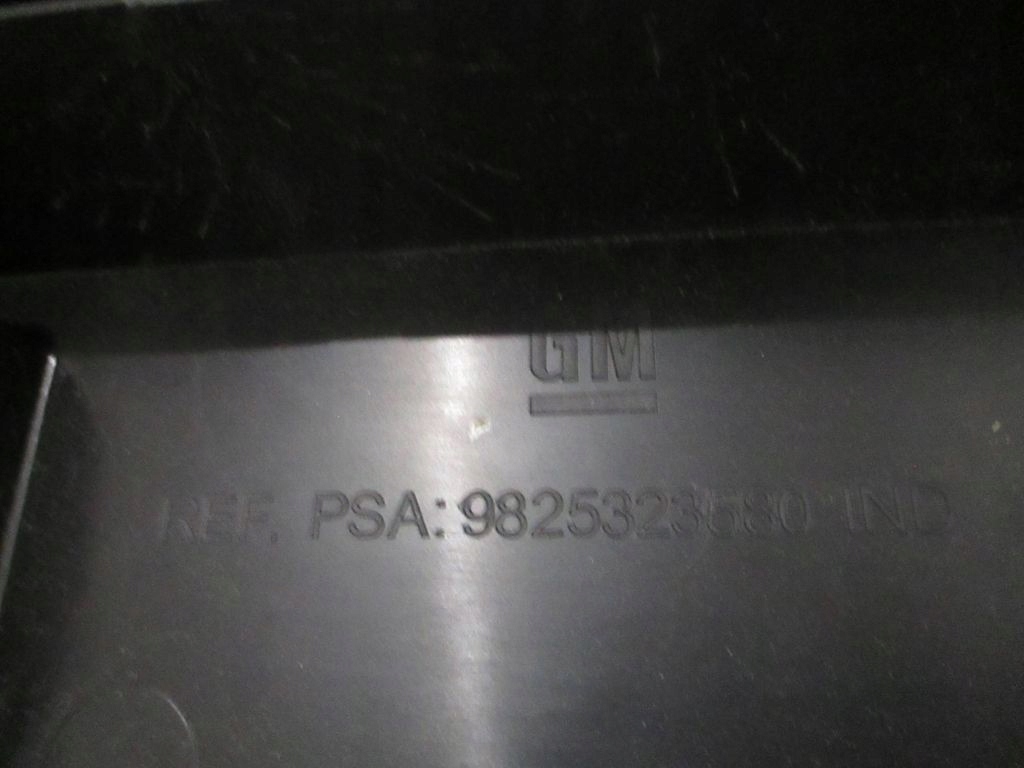 GM
REF. PSA: 9825323580 IND